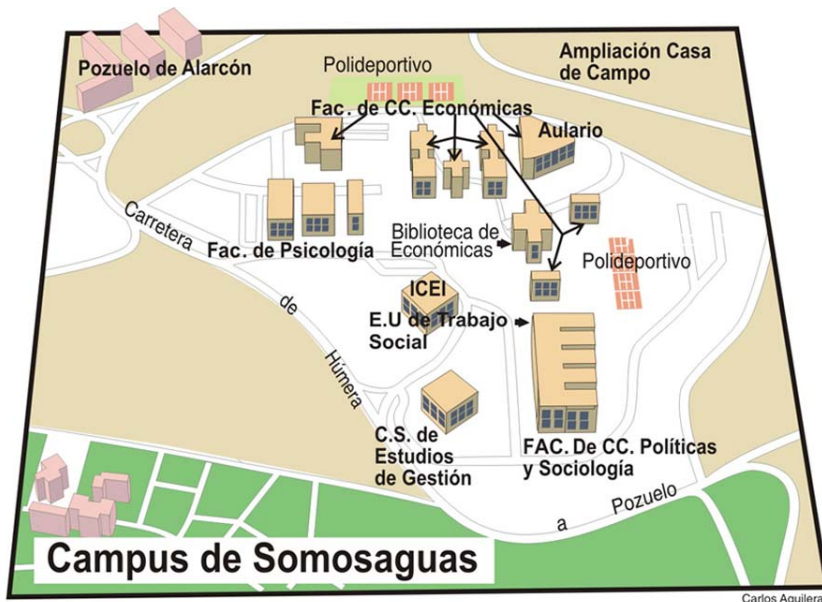 Pozuelo de Alarcón
Polideportivo
Ampliación Casa
de Campo
Fac. de CC. Económicas
Aulario
Carretera
Fac. de Psicología
Biblioteca de
Económicas
Polideportivo
de
ICEI
E.U de Trabajo
Social
Húmera
C.S. de
Estudios
de Gestión
FAC. De CC. Políticas
y Sociología
a
Pozuelo
Campus de Somosaguas
Carlos Aguilera